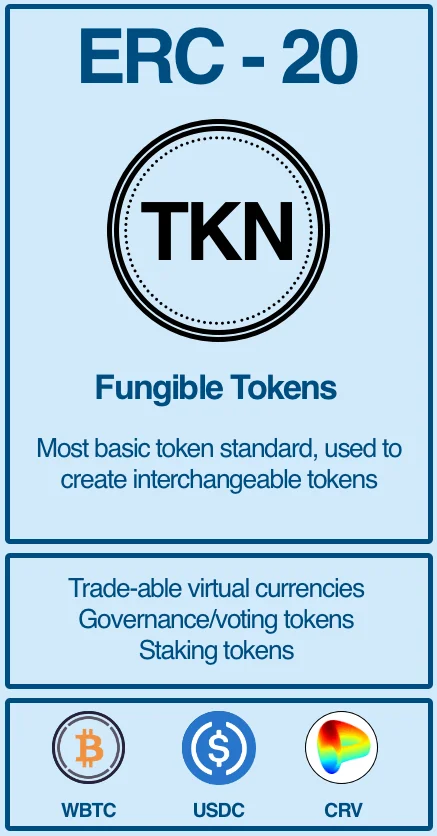 ERC - 20
TKN
Fungible Tokens
Most basic token standard, used to
create interchangeable tokens
Trade-able virtual currencies
Governance/voting tokens
Staking tokens
WBTC USDC CRV